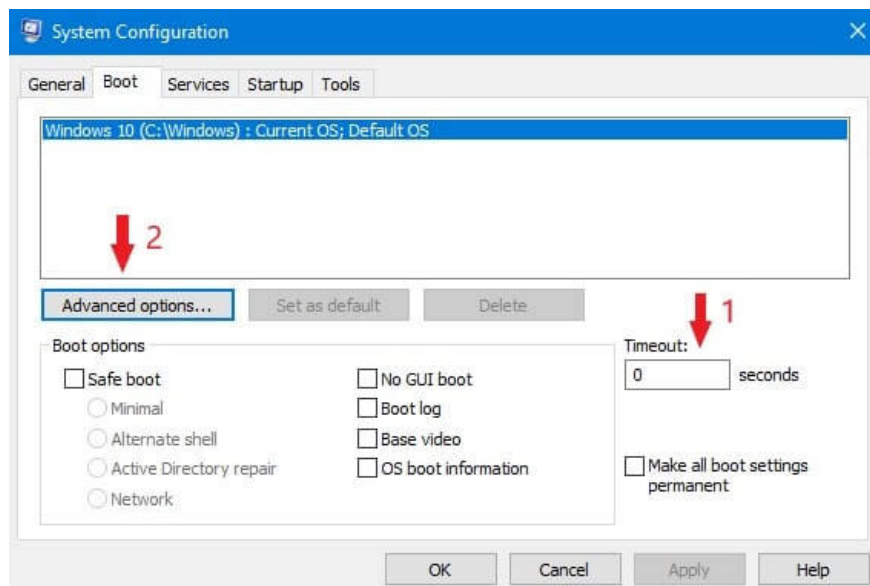 System Configuration
General Boot Services Startup Tools
Windows 10 (C:\Windows) : Current OS; Default OS
2
Advanced options... Set as default Delete
1
Boot options
Timeout:
Safe boot
No GUI boot
0 seconds
Minimal
Boot log
Alternate shell
Base video
Active Directory repair
OS boot information
Make all boot settings
permanent
Network
OK Cancel Apply Help